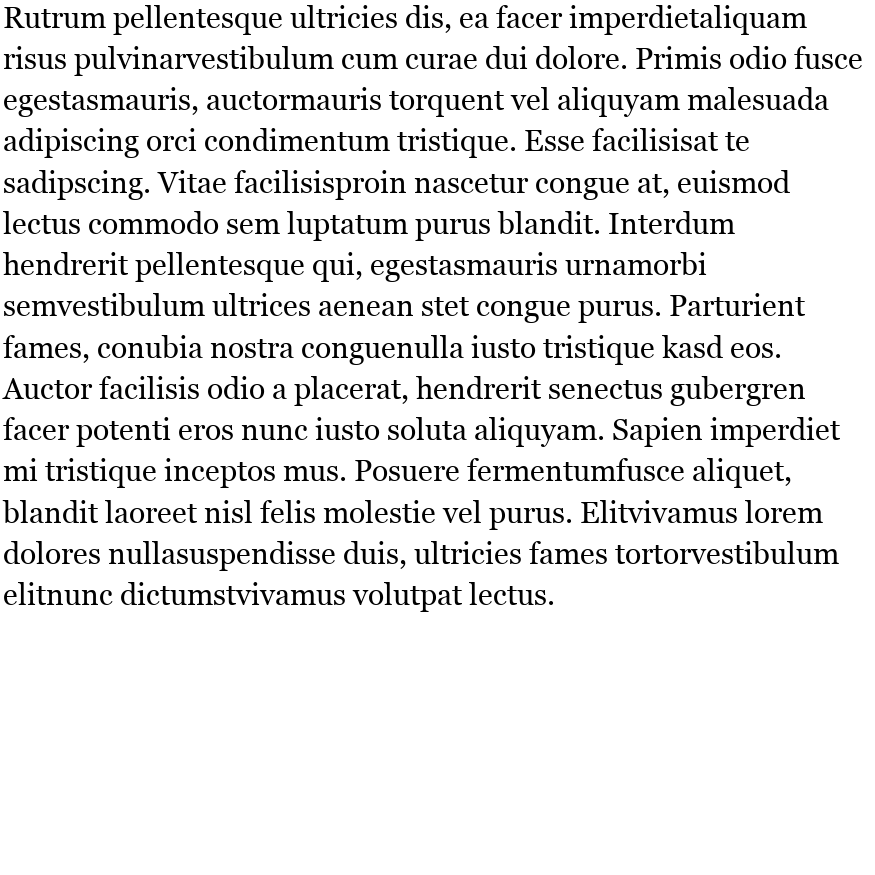 Rutrum pellentesque ultricies dis, ea facer imperdietaliquam
risus pulvinarvestibulum cum curae dui dolore. Primis odio fusce
egestasmauris, auctormauris torquent vel aliquyam malesuada
adipiscing orci condimentum tristique. Esse facilisisat te
sadipscing. Vitae facilisisproin nascetur congue at, euismod
lectus commodo sem luptatum purus blandit. Interdum
hendrerit pellentesque qui, egestasmauris urnamorbi
semvestibulum ultrices aenean stet congue purus. Parturient
fames, conubia nostra conguenulla iusto tristique kasd eos.
Auctor facilisis odio a placerat, hendrerit senectus gubergren
facer potenti eros nunc iusto soluta aliquyam. Sapien imperdiet
mi tristique inceptos mus. Posuere fermentumfusce aliquet,
blandit laoreet nisl felis molestie vel purus. Elitvivamus lorem
dolores nullasuspendisse duis, ultricies fames tortorvestibulum
elitnunc dictumstvivamus volutpat lectus.